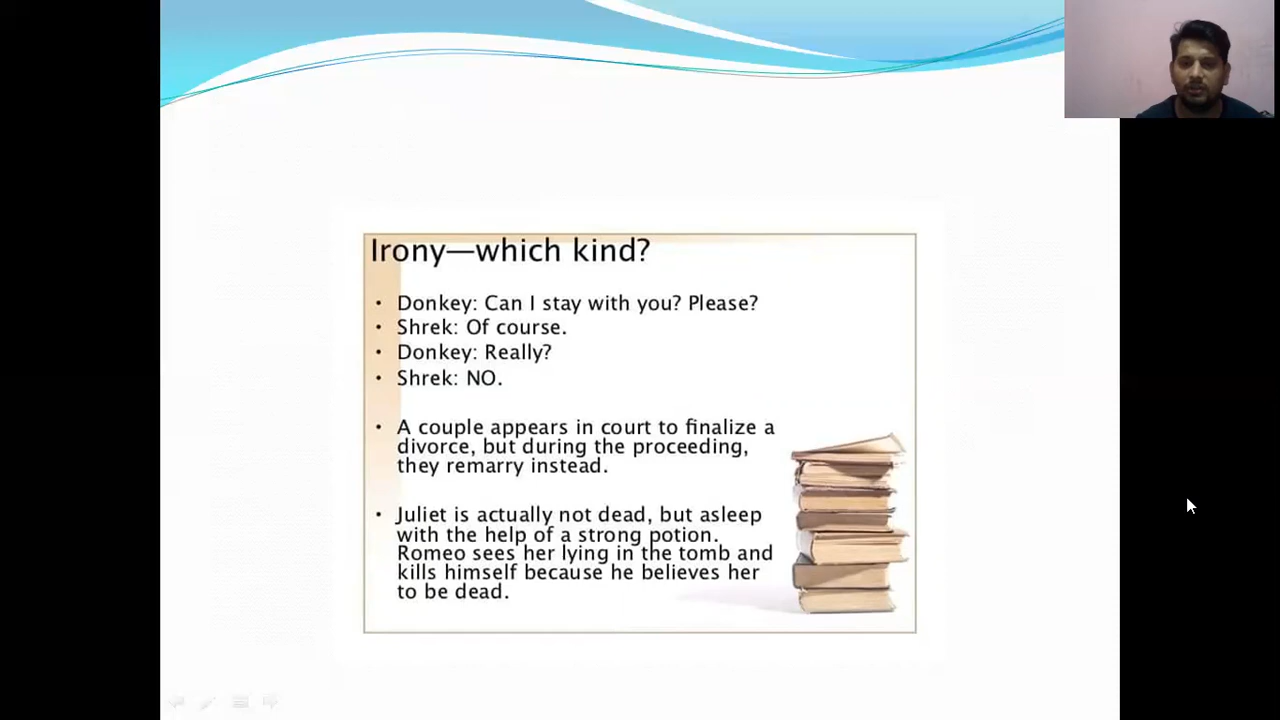 Irony—which kind?
• Donkey: Can I stay with you? Please?
• Shrek: Of course.
• Donkey: Really?
• Shrek: NO.
• A couple appears in court to finalize a
divorce, but during the proceeding,
they remarry instead.
• Juliet is actually not dead, but asleep
with the help of a strong potion.
Romeo sees her lying in the tomb and
kills himself because he believes her
to be dead.